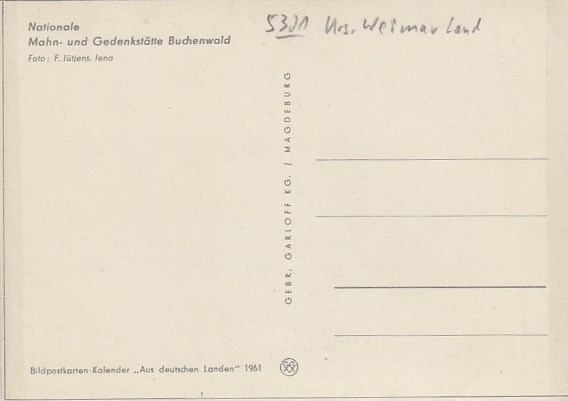 Nationale
Mahn- und Gedenkstätte Buchenwald
Foto: F. Jütjens, Jena
5301 Krs. Weimar Land
GEBR. GARLOFF KG. / MAGDEBURG
Bildpostkarten-Kalender „Aus deutschen Landen" 1961